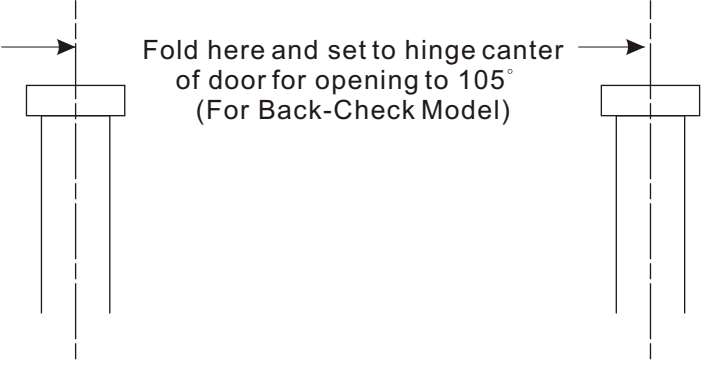 Fold here and set to hinge canter
of door for opening to 105°
(For Back-Check Model)